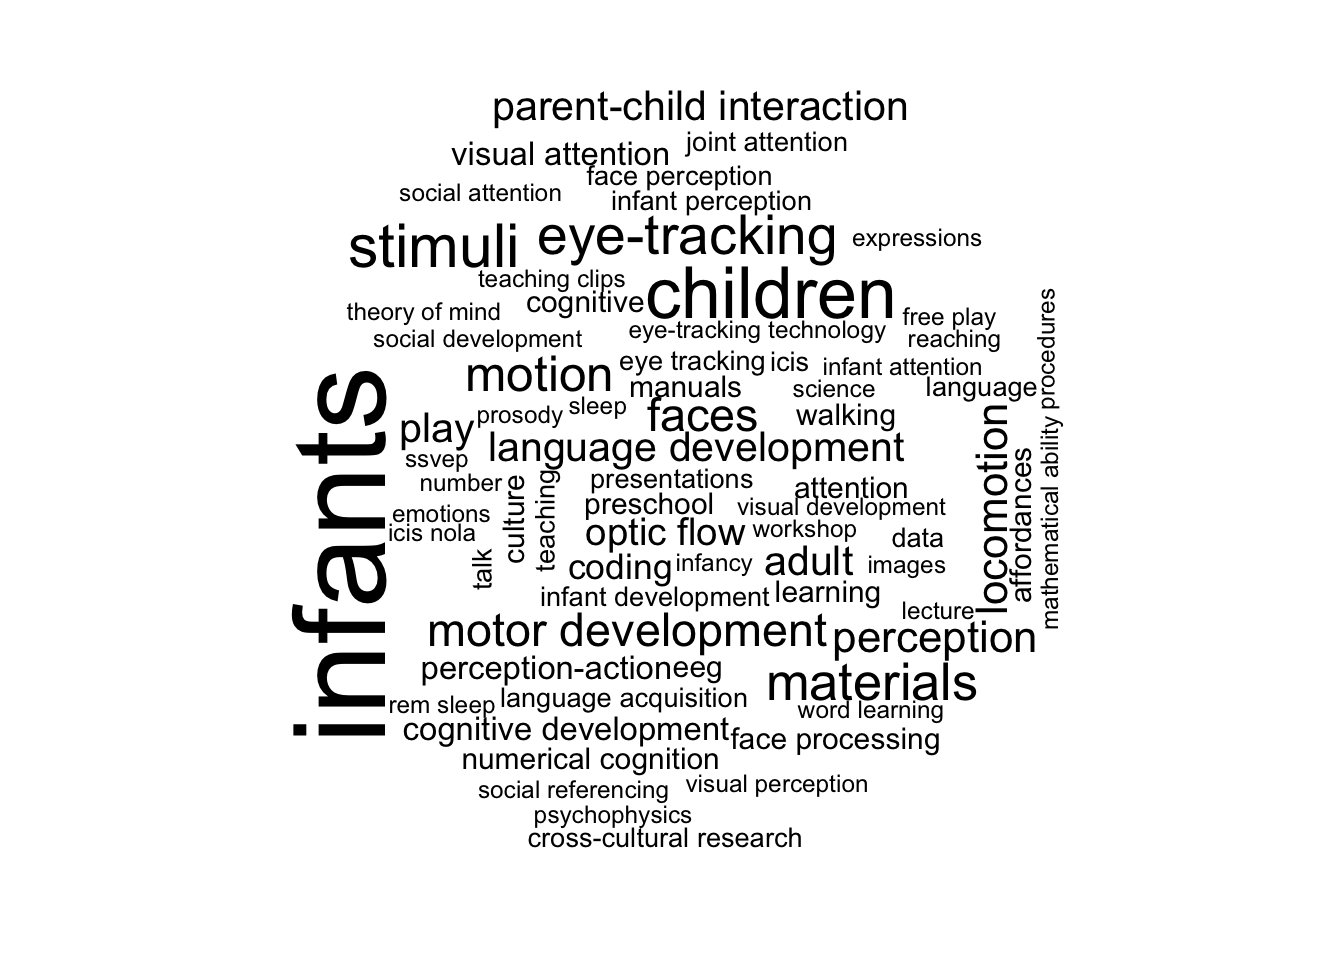 parent-child interaction
visual attention
joint attention
face perception
social attention
infant perception
stimuli
eye-tracking
expressions
teaching clips
cognitive
children
theory of mind
free play
social development
eye-tracking technology
reaching
motion
eye tracking
icis
infant attention
procedures
manuals
science
language
infants
play
prosody
sleep
faces
walking
language development
locomotion
ssvep
number
culture
teaching
presentations
attention
affordances
mathematical ability
emotions
preschool
visual development
icis nola
optic flow
workshop
data
talk
coding
infancy
adult
images
infant development
learning
lecture
motor development
perception
perception-action
eeg
materials
rem sleep
language acquisition
word learning
cognitive development
face processing
numerical cognition
social referencing
visual perception
psychophysics
cross-cultural research